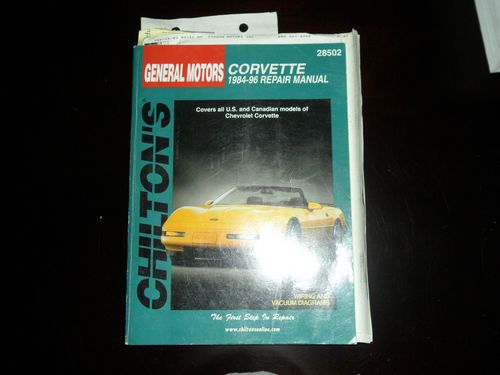 28502
GENERAL MOTORS CORVETTE
1984-96 REPAIR MANUAL
Covers all U.S. and Canadian models of
Chevrolet Corvette
CHILTON'S
WIRING AND
VACUUM DIAGRAMS
The First Step In Repair
www.chiltonsonline.com